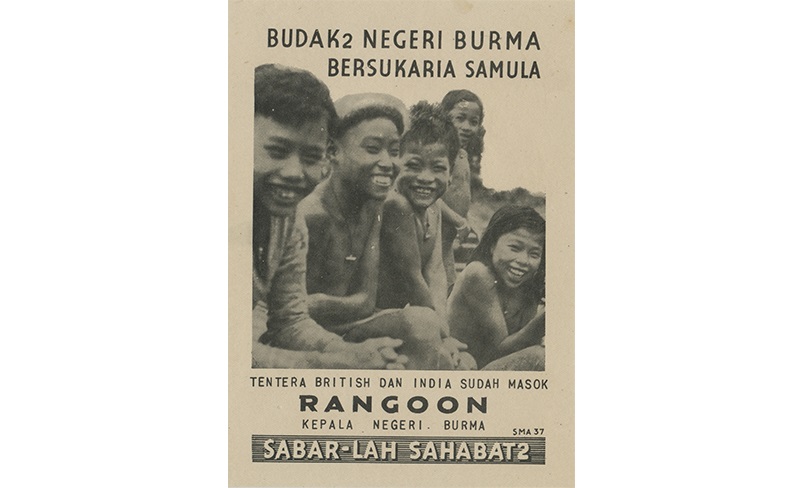 BUDAK2 NEGERI BURMA
BERSUKARIA SAMULA
TENTERA BRITISH DAN INDIA SUDAH MASOK
RANGOON
KEPALA NEGERI. BURMA
SMA 37
SABAR-LAH SAHABAT2